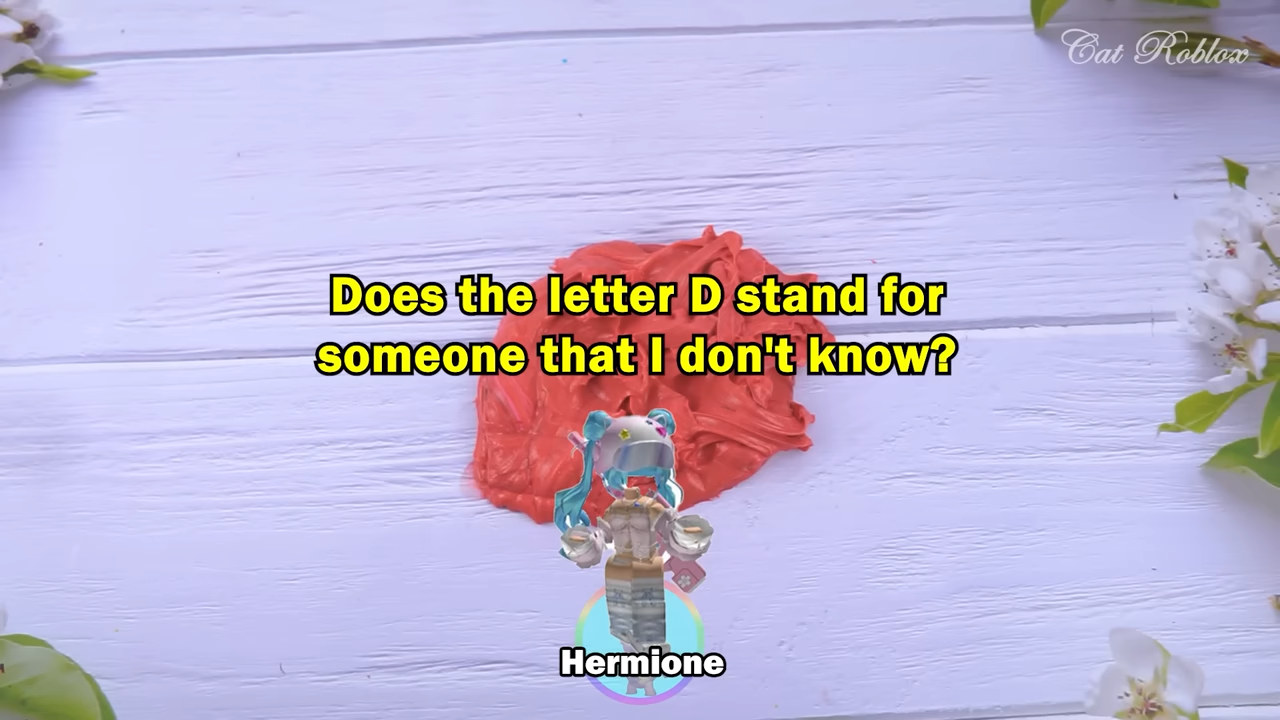 Cat Roblox
Does the letter D stand for
someone that I don't know?
Hermione